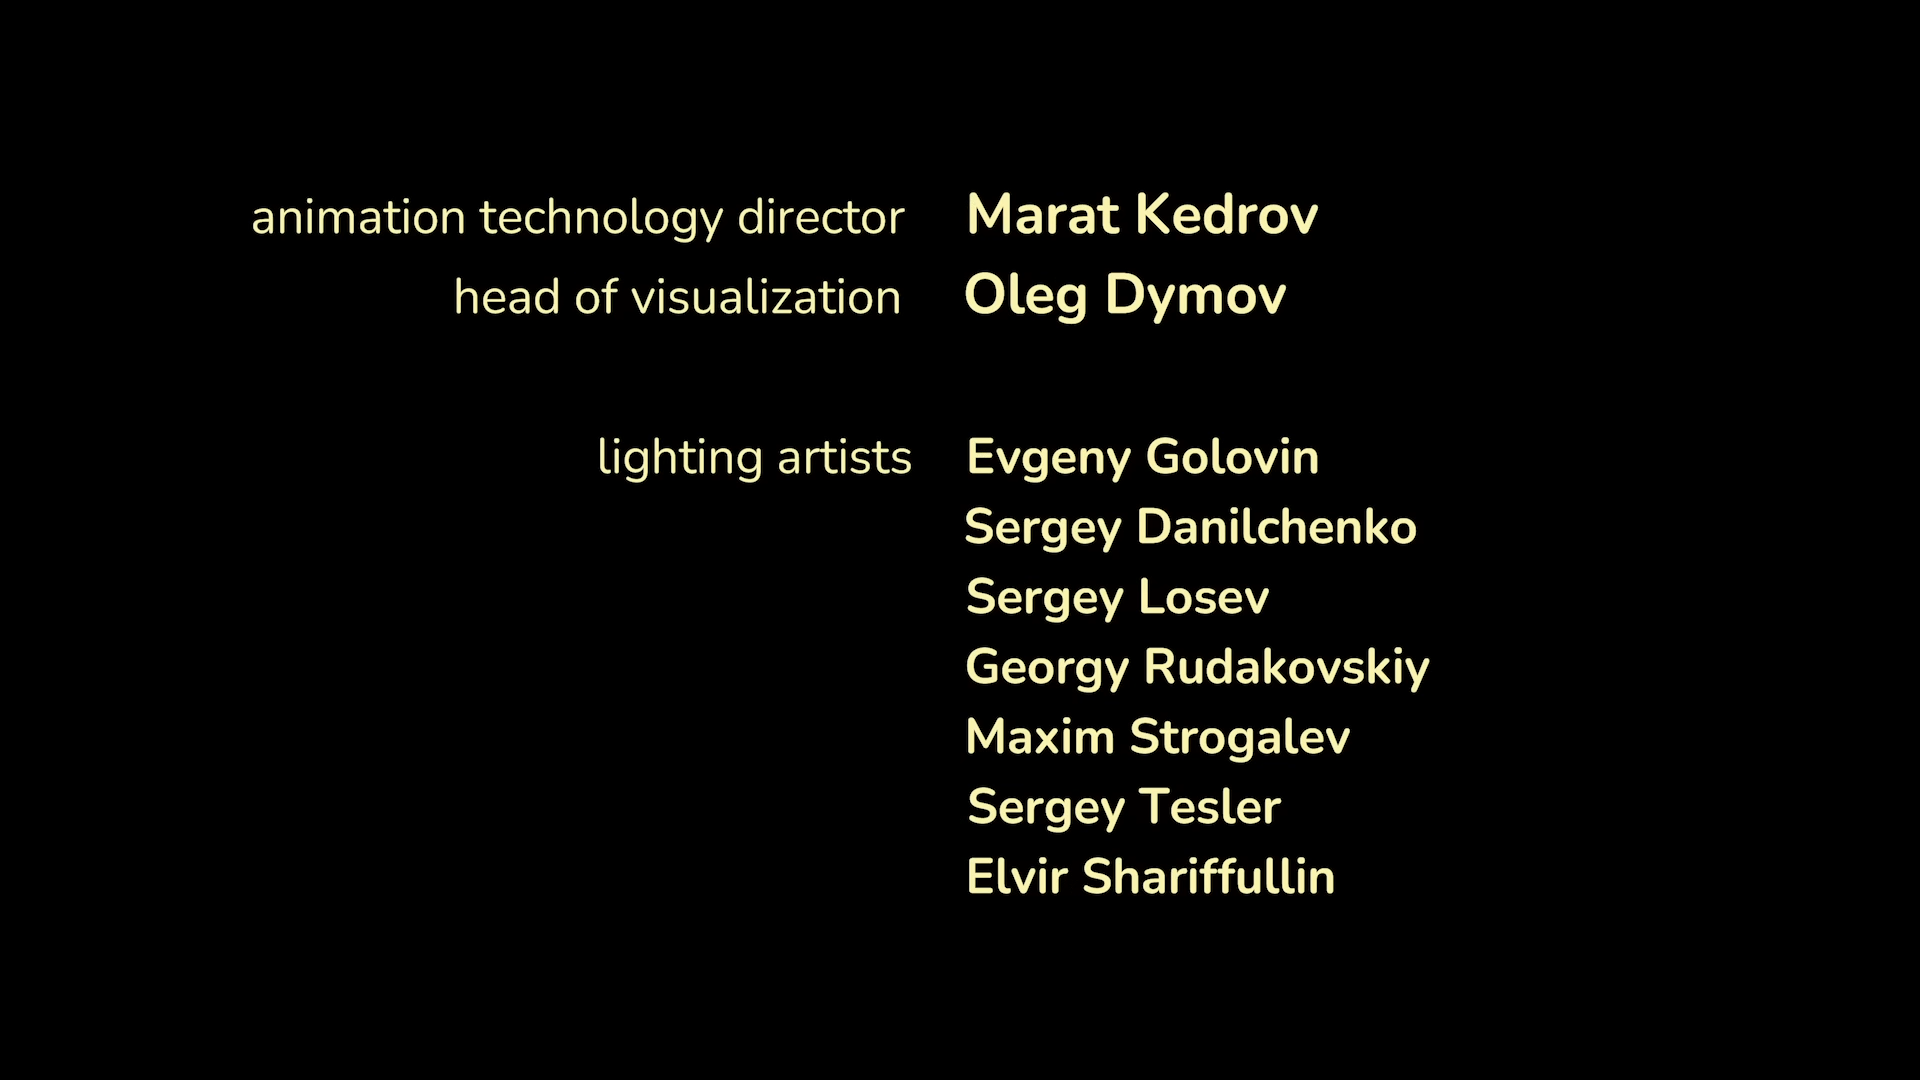 animation technology director Marat Kedrov
head of visualization Oleg Dymov
lighting artists Evgeny Golovin
Sergey Danilchenko
Sergey Losev
Georgy Rudakovskiy
Maxim Strogalev
Sergey Tesler
Elvir Shariffullin